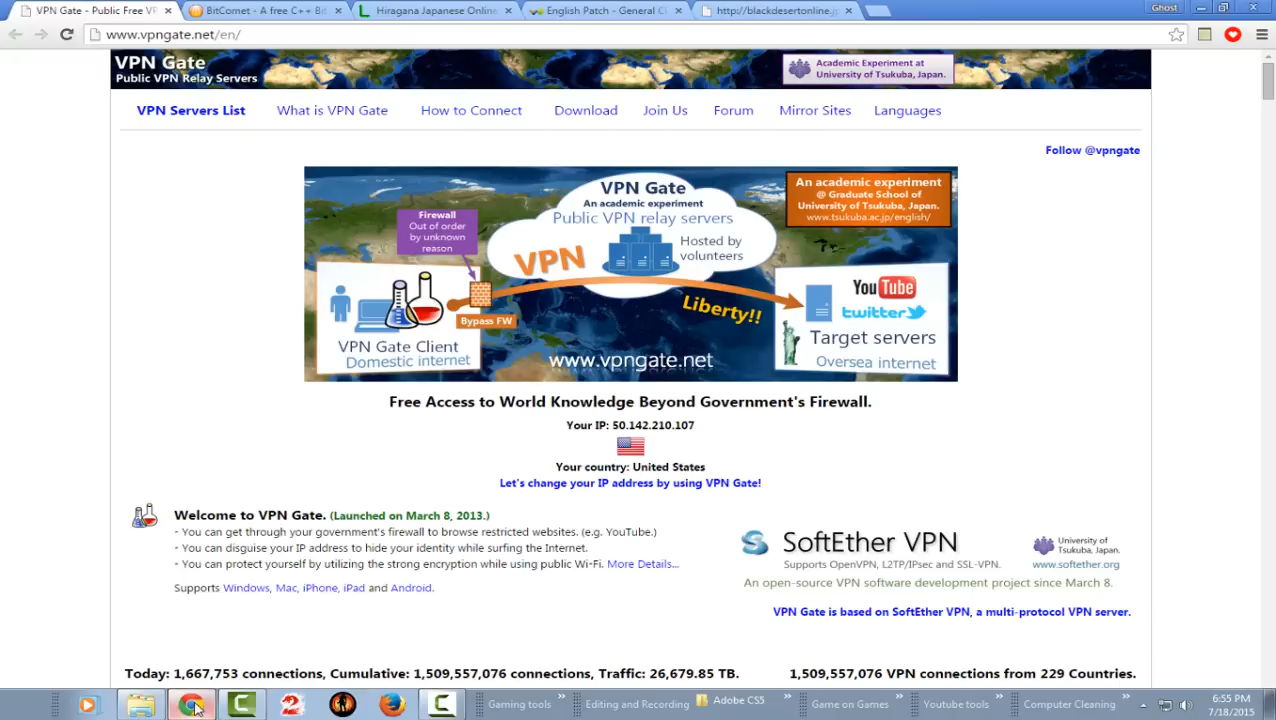 VPN Gate - Public Free VP
BitComet - A free C++ Bit
Hiragana Japanese Online
English Patch - General C
http://blackdesertonline.j
Ghost
www.vpngate.net/en/
VPN Gate
Public VPN Relay Servers
Academic Experiment at
University of Tsukuba, Japan.
VPN Servers List
What is VPN Gate
How to Connect
Download
Join Us
Forum
Mirror Sites
Languages
Follow @vpngate
VPN Gate
An academic experiment
Public VPN relay servers
Hosted by
volunteers
An academic experiment
@ Graduate School of
University of Tsukuba, Japan.
www.tsukuba.ac.jp/english/
Firewall
Out of order
by unknown
reason
VPN
Bypass FW
Liberty!!
YouTube
twitter
VPN Gate Client
Domestic internet
www.vpngate.net
Target servers
Oversea internet
Free Access to World Knowledge Beyond Government's Firewall.
Your IP: 50.142.210.107
Your country: United States
Let's change your IP address by using VPN Gate!
Welcome to VPN Gate. (Launched on March 8, 2013.)
- You can get through your government's firewall to browse restricted websites. (e.g. YouTube.)
- You can disguise your IP address to hide your identity while surfing the Internet.
- You can protect yourself by utilizing the strong encryption while using public Wi-Fi. More Details...
Supports Windows, Mac, iPhone, iPad and Android.
SoftEther VPN
Supports OpenVPN, L2TP/IPsec and SSL-VPN.
University of
Tsukuba, Japan.
www.softether.org
An open-source VPN software development project since March 8.
VPN Gate is based on SoftEther VPN, a multi-protocol VPN server.
Today: 1,667,753 connections, Cumulative: 1,509,557,076 connections, Traffic: 26,679.85 TB.
1,509,557,076 VPN connections from 229 Countries.
Gaming tools
Editing and Recording
Adobe CS5
Game on Games
Youtube tools
Computer Cleaning
6:55 PM
7/18/2015